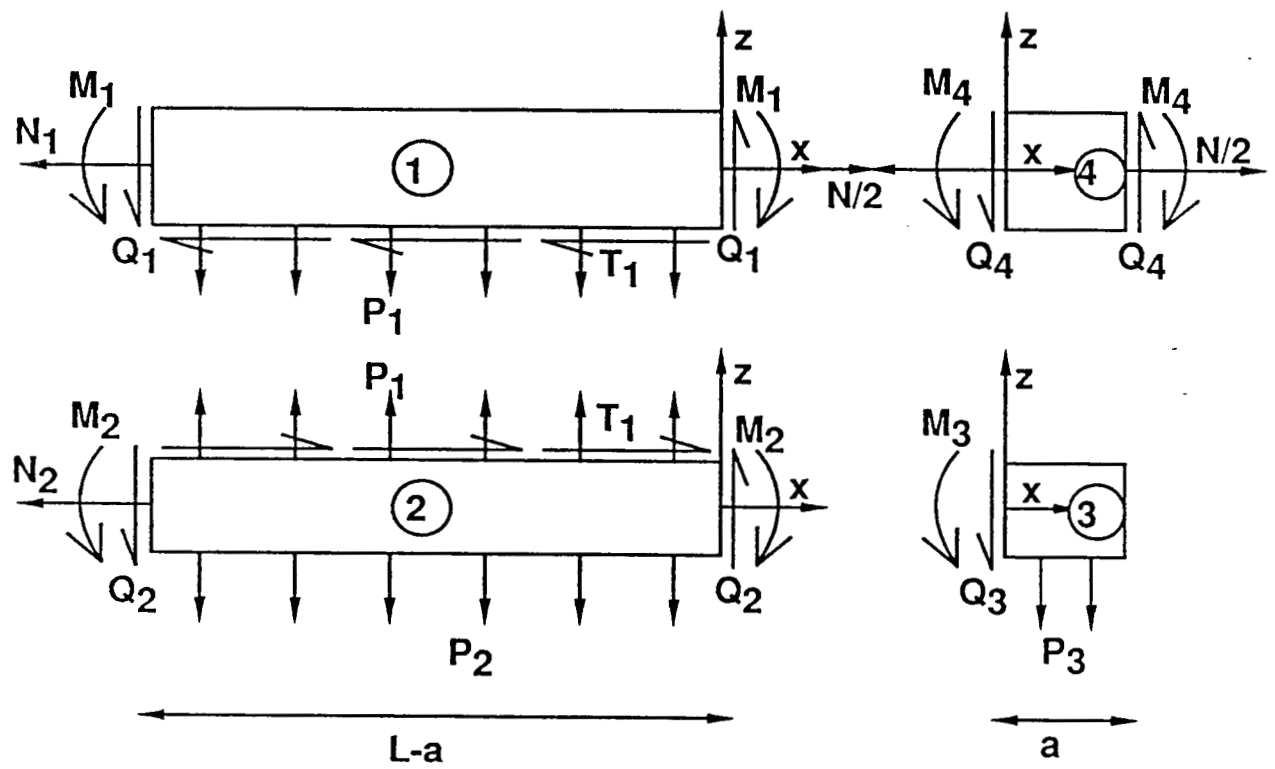 z z
M1 M1 M4 M4
N1 1 x N/2 x 4 N/2
Q1 T1 Q1 Q4 Q4
P1
P1 z z
M2 T1 M2 M3
N2 2 x x 3
Q2 Q2 Q3
P2 P3
L-a a